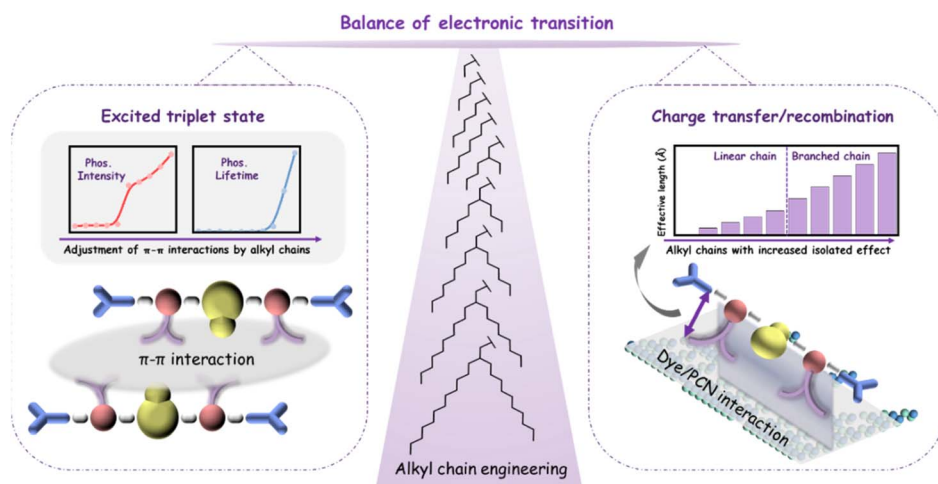 Balance of electronic transition
Excited triplet state
Phos.
Intensity
Phos.
Lifetime
Adjustment of π-π interactions by alkyl chains
π-π interaction
Alkyl chain engineering
Charge transfer/recombination
Effective length (Å)
Linear chain
Branched chain
Alkyl chains with increased isolated effect
Dye/PCN interaction